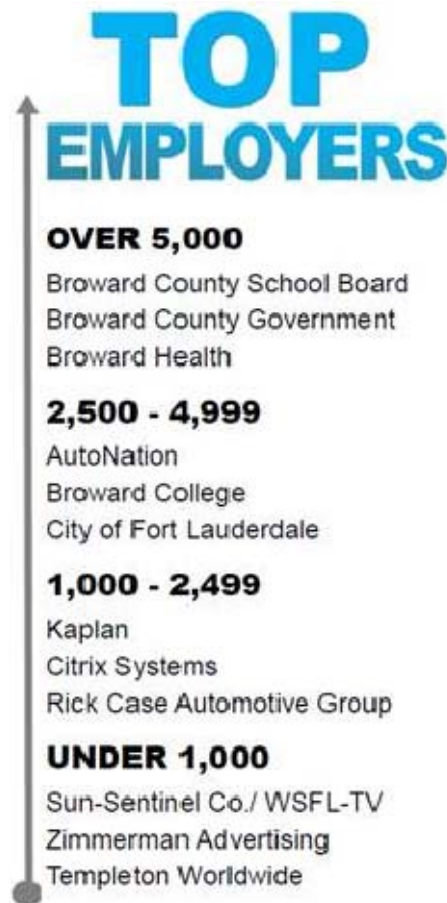 TOP
EMPLOYERS
OVER 5,000
Broward County School Board
Broward County Government
Broward Health
2,500 - 4,999
AutoNation
Broward College
City of Fort Lauderdale
1,000 - 2,499
Kaplan
Citrix Systems
Rick Case Automotive Group
UNDER 1,000
Sun-Sentinel Co./ WSFL-TV
Zimmerman Advertising
Templeton Worldwide